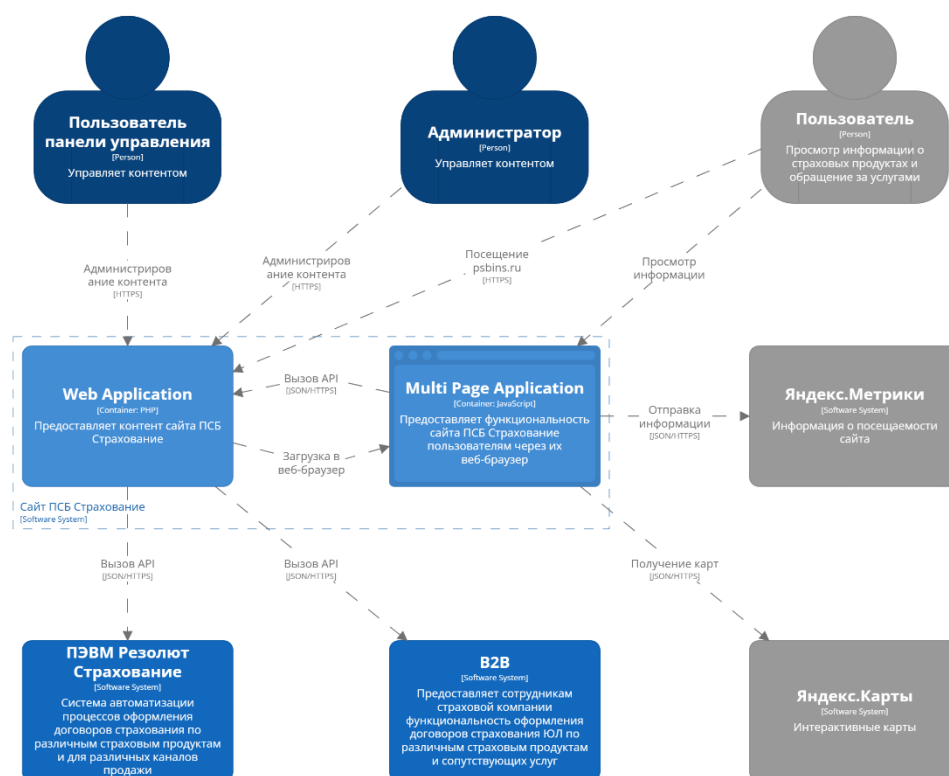 Пользователь
панели управления
[Person]
Управляет контентом
Администратор
[Person]
Управляет контентом
Пользователь
[Person]
Просмотр информации о
страховых продуктах и
обращение за услугами
Администриров
ание контента
[HTTPS]
Администриров
ание контента
[HTTPS]
Посещение
psbins.ru
[HTTPS]
Просмотр
информации
Web Application
[Container: PHP]
Предоставляет контент сайта ПСБ
Страхование
Вызов API
[JSON/HTTPS]
Загрузка в
веб-браузер
Multi Page Application
[Container: JavaScript]
Предоставляет функциональность
сайта ПСБ Страхование
пользователям через их
веб-браузер
Отправка
информации
[JSON/HTTPS]
Яндекс.Метрики
[Software System]
Информация о посещаемости
сайта
Сайт ПСБ Страхование
[Software System]
Вызов API
[JSON/HTTPS]
Вызов API
[JSON/HTTPS]
Получение карт
[JSON/HTTPS]
ПЭВМ Резолют
Страхование
[Software System]
Система автоматизации
процессов оформления
договоров страхования по
различным страховым продуктам
и для различных каналов
продажи
B2B
[Software System]
Предоставляет сотрудникам
страховой компании
функциональность оформления
договоров страхования ЮЛ по
различным страховым продуктам
и сопутствующих услуг
Яндекс.Карты
[Software System]
Интерактивные карты